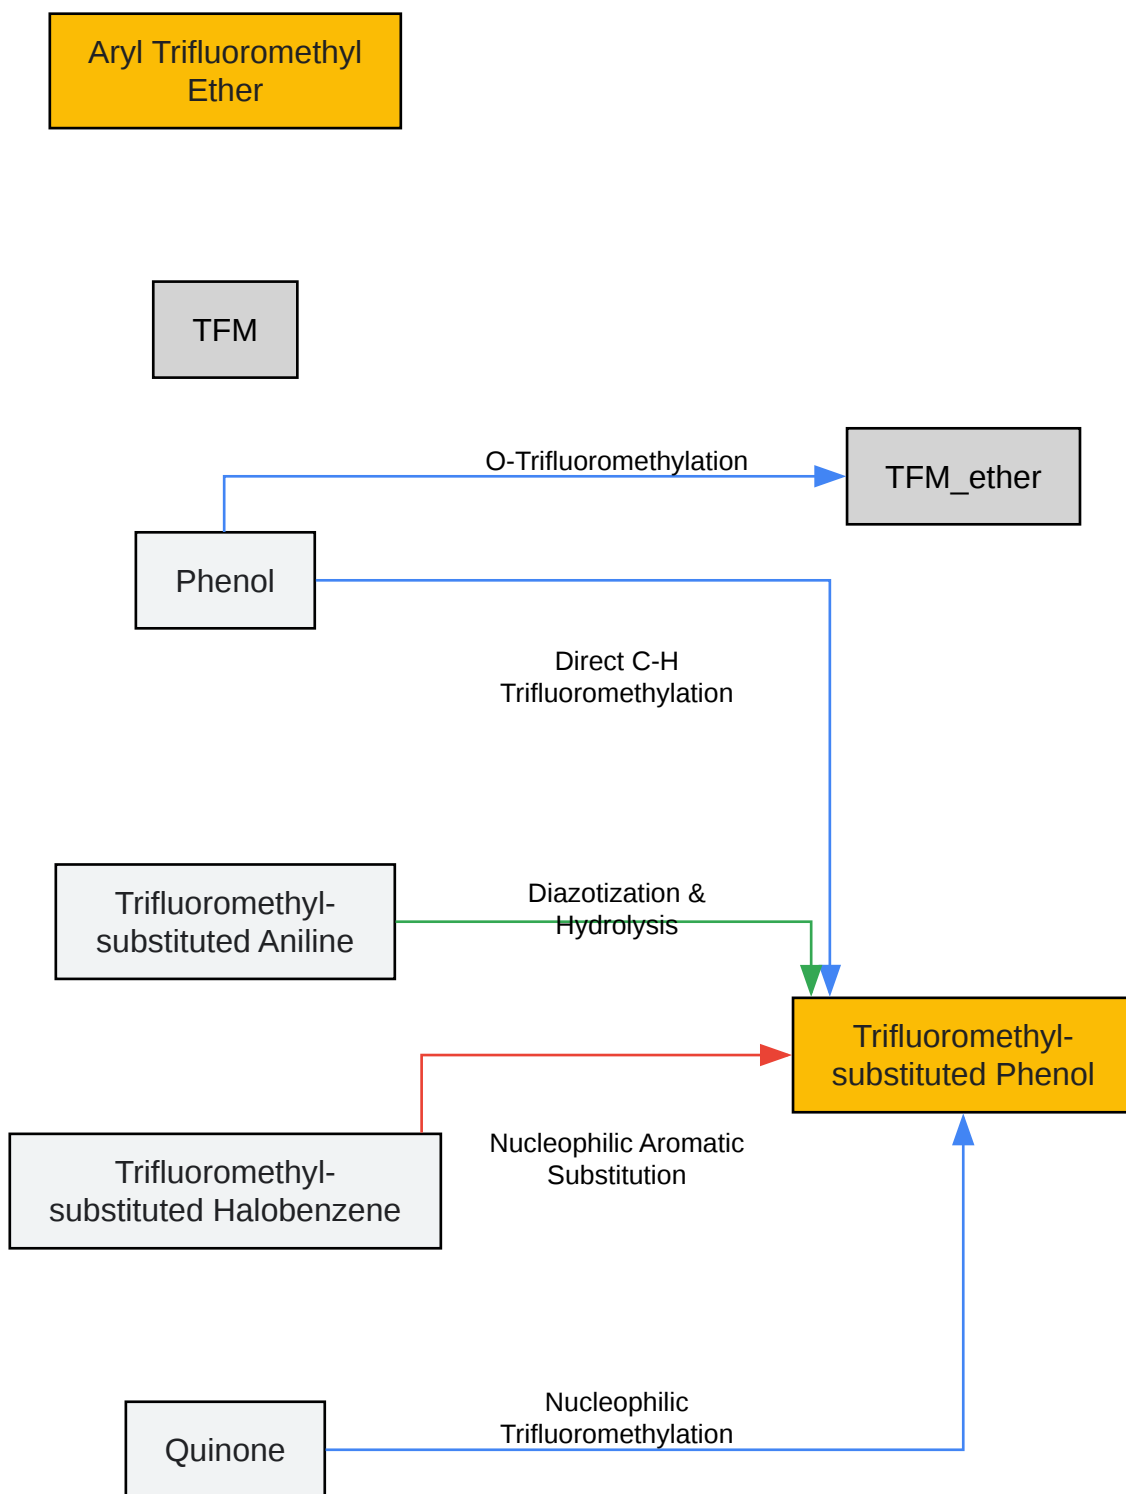 Aryl Trifluoromethyl
Ether
TFM
O-Trifluoromethylation
TFM_ether
Phenol
Direct C-H
Trifluoromethylation
Trifluoromethyl-
substituted Aniline
Diazotization &
Hydrolysis
Trifluoromethyl-
substituted Phenol
Nucleophilic Aromatic
Substitution
Trifluoromethyl-
substituted Halobenzene
Nucleophilic
Trifluoromethylation
Quinone